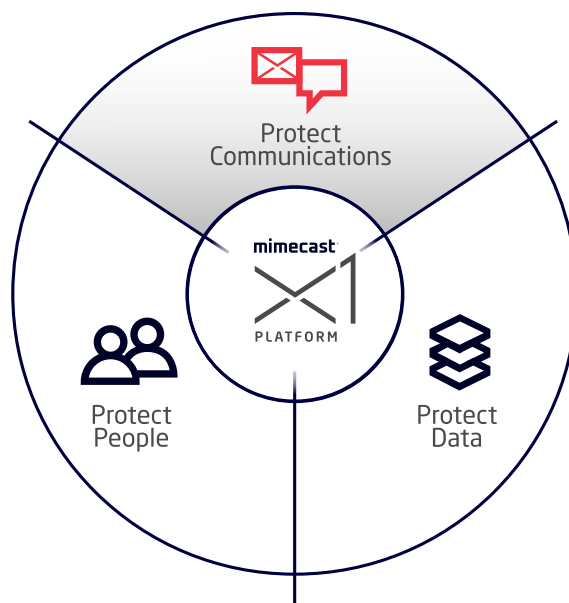 Protect
Communications
mimecast
X1
PLATFORM
Protect
People
Protect
Data